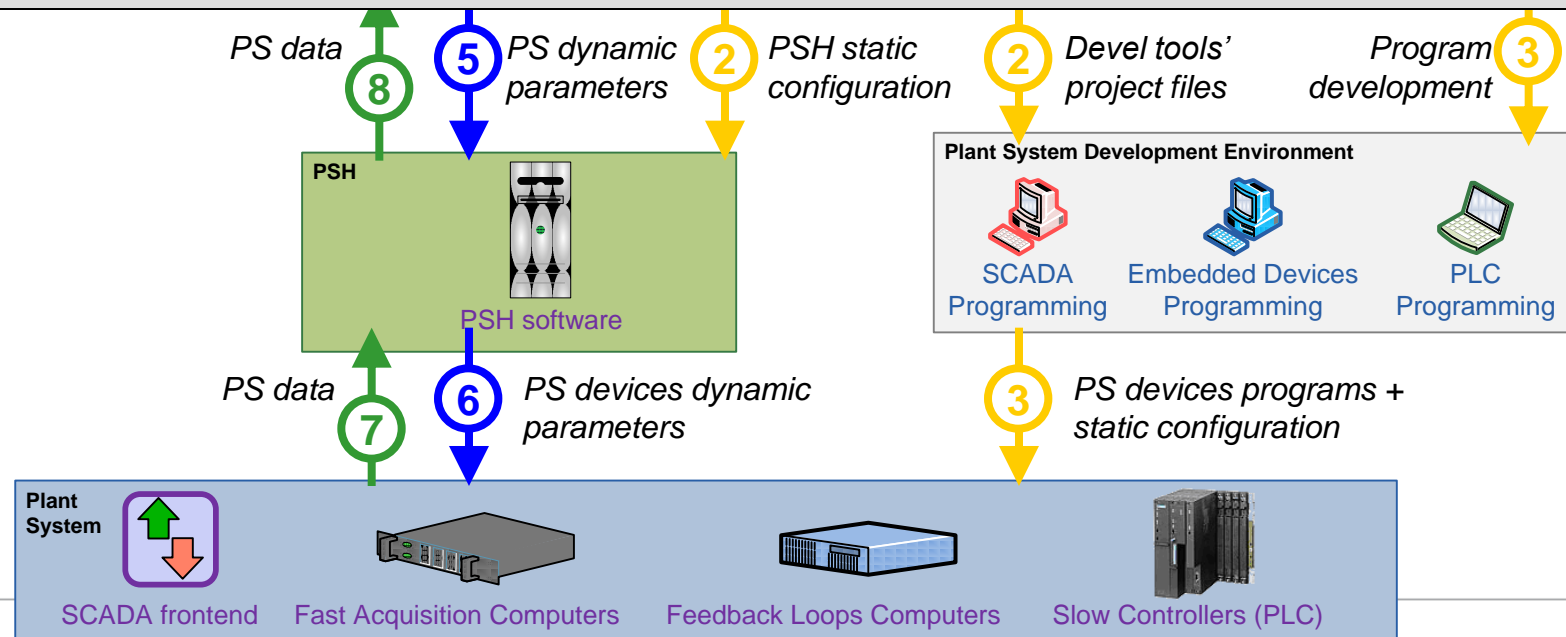 PS data
8
5
PS dynamic
parameters
2
PSH static
configuration
2
Devel tools’
project files
Program
development
3
PSH
PSH software
Plant System Development Environment
SCADA
Programming
Embedded Devices
Programming
PLC
Programming
PS data
7
6
PS devices dynamic
parameters
3
PS devices programs +
static configuration
Plant
System
SCADA frontend
Fast Acquisition Computers
Feedback Loops Computers
Slow Controllers (PLC)